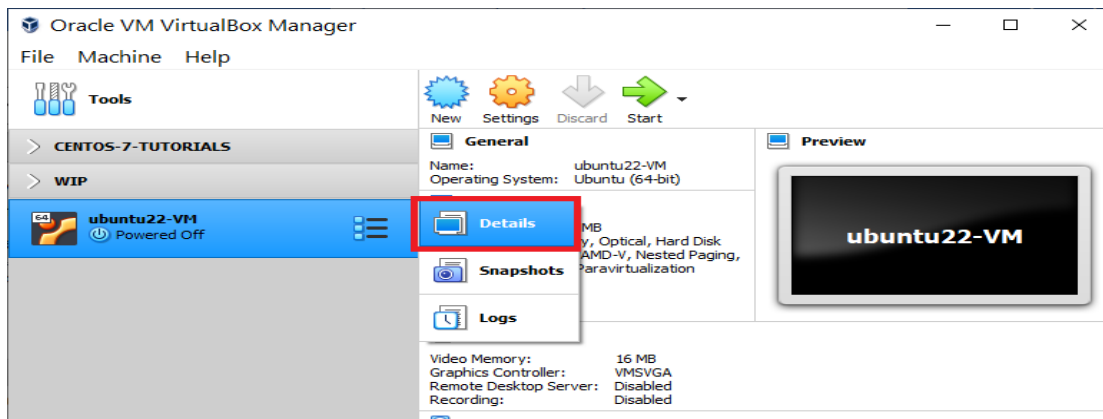 Oracle VM VirtualBox Manager
File Machine Help
Tools
New Settings Discard Start
CENTOS-7-TUTORIALS
WIP
64
ubuntu22-VM
Powered Off
General
Name: ubuntu22-VM
Operating System: Ubuntu (64-bit)
Details
Snapshots
Logs
MB
y, Optical, Hard Disk
AMD-V, Nested Paging,
Paravirtualization
Video Memory: 16 MB
Graphics Controller: VMSVGA
Remote Desktop Server: Disabled
Recording: Disabled
Preview
ubuntu22-VM